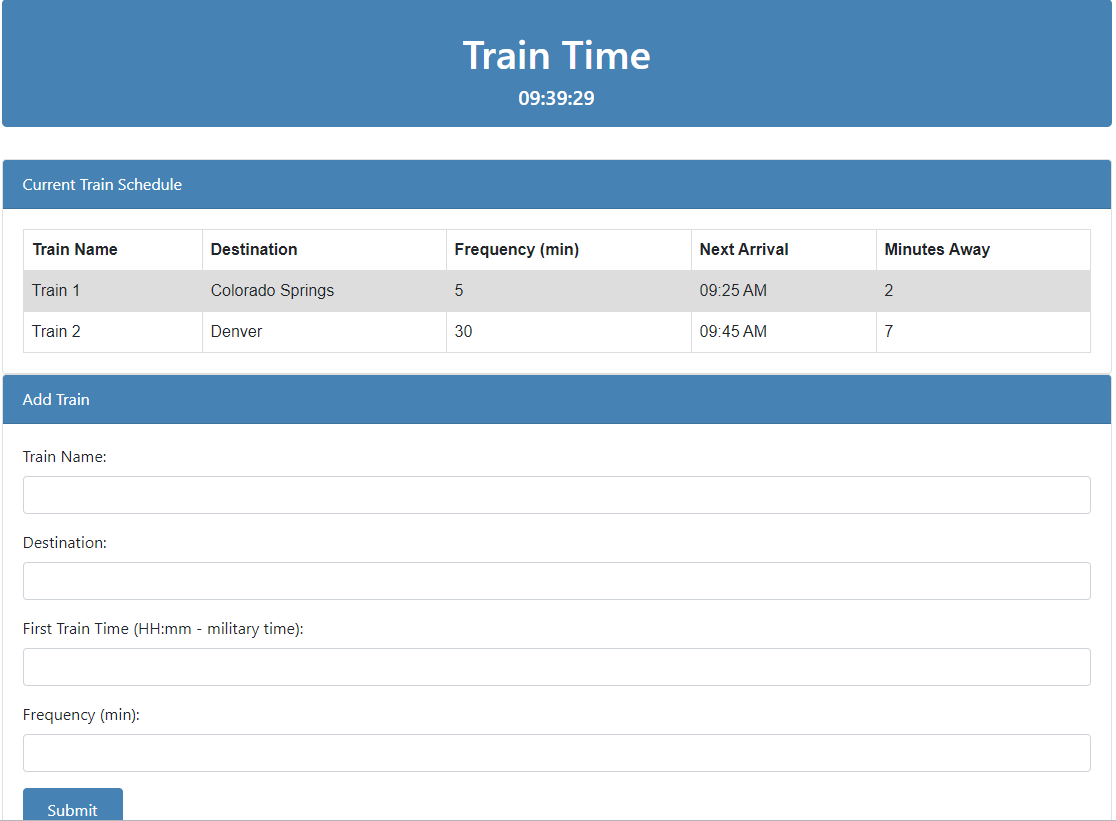 Train Time
09:39:29
Current Train Schedule
Train Name Destination Frequency (min) Next Arrival Minutes Away
Train 1 Colorado Springs 5 09:25 AM 2
Train 2 Denver 30 09:45 AM 7
Add Train
Train Name:
Destination:
First Train Time (HH:mm - military time):
Frequency (min):
Submit